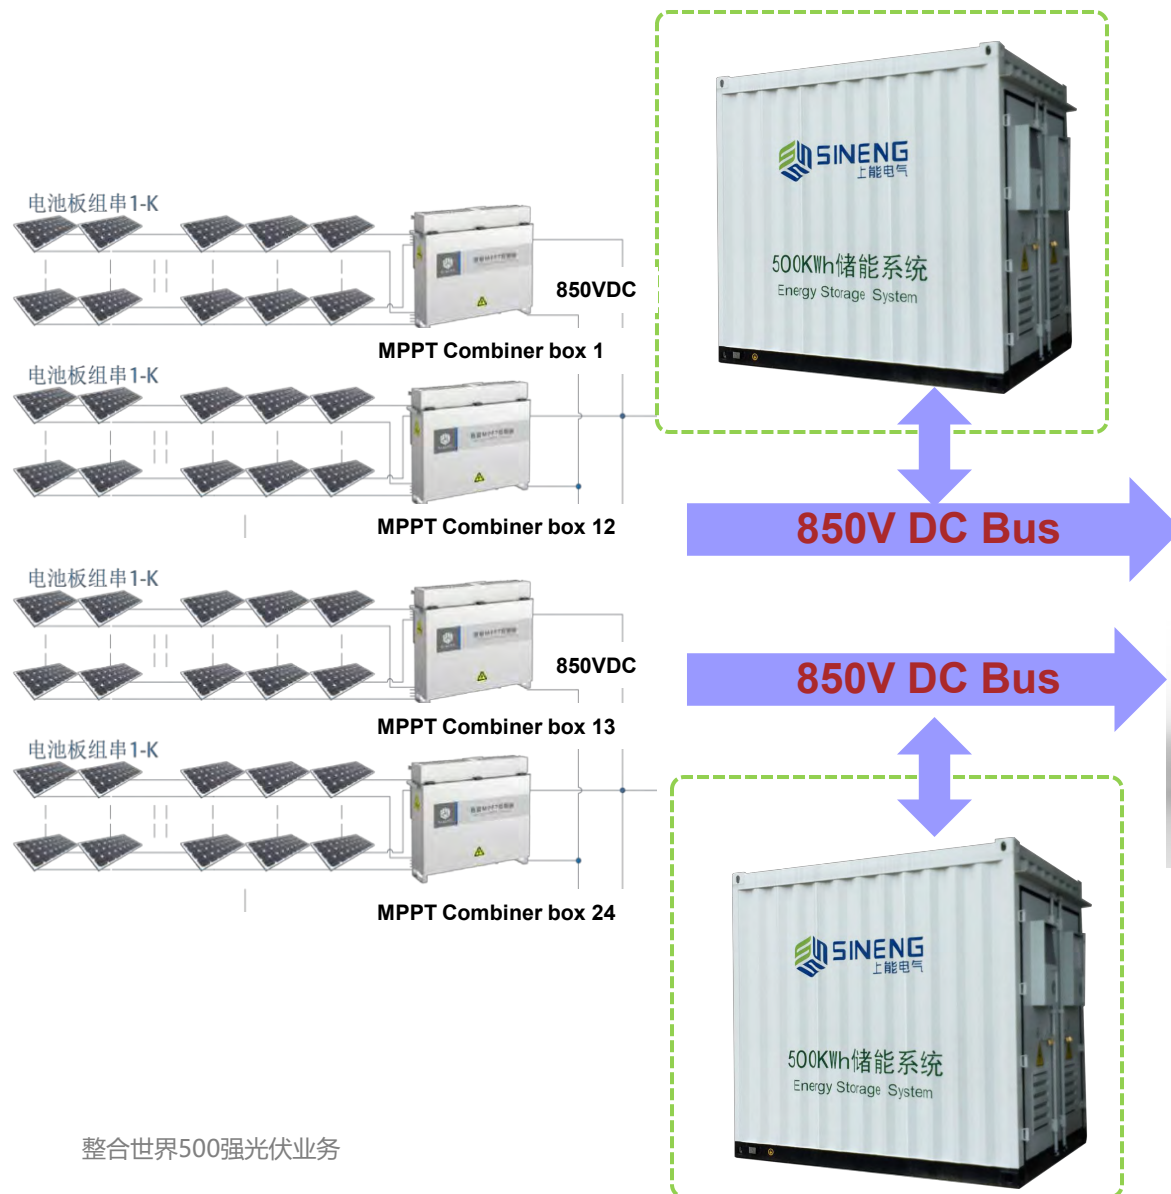 电池板组串1-K
850VDC
MPPT Combiner box 1
电池板组串1-K
MPPT Combiner box 12
电池板组串1-K
850VDC
MPPT Combiner box 13
电池板组串1-K
MPPT Combiner box 24
SINENG
上能电气
500KWh储能系统
Energy Storage System
850V DC Bus
850V DC Bus
SINENG
上能电气
500KWh储能系统
Energy Storage System
整合世界500强光伏业务